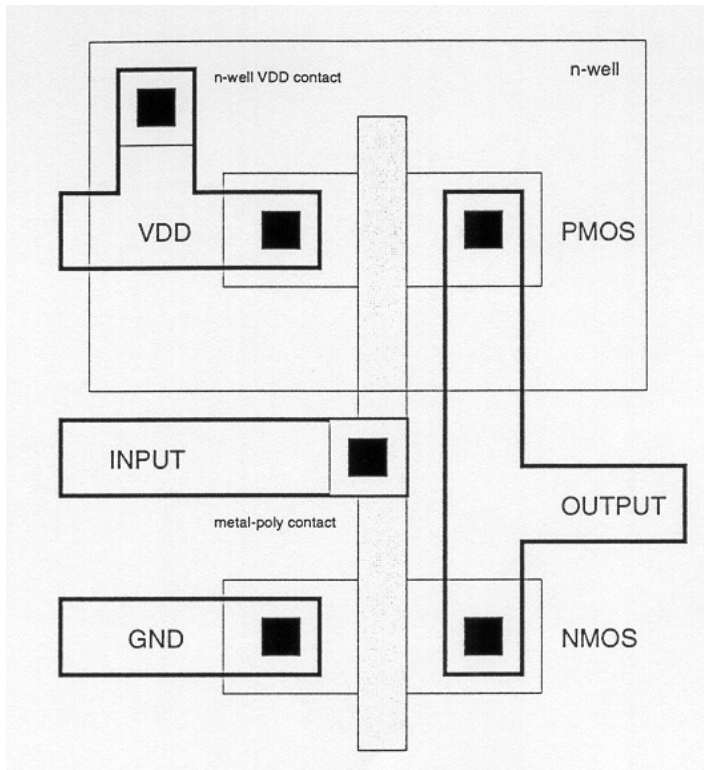 n-well VDD contact
n-well
VDD
PMOS
INPUT
metal-poly contact
OUTPUT
GND
NMOS